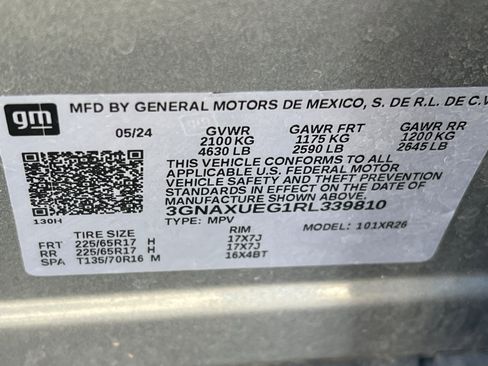 gm
MFD BY GENERAL MOTORS DE MEXICO, S. DE R.L. DE C.V
05/24 GVWR GAWR FRT GAWR RR
2100 KG 1175 KG 1200 KG
4630 LB 2590 LB 2645 LB
THIS VEHICLE CONFORMS TO ALL
APPLICABLE U.S. FEDERAL MOTOR
VEHICLE SAFETY AND THEFT PREVENTION
STANDARDS IN EFFECT ON THE DATE OF
MANUFACTURE SHOWN ABOVE.
3GNAXUEG1RL339810
130H TYPE: MPV MODEL: 101XR26
TIRE SIZE RIM
FRT 225/65R17 H 17X7J
RR 225/65R17 H 17X7J
SPA T135/70R16 M 16X4BT